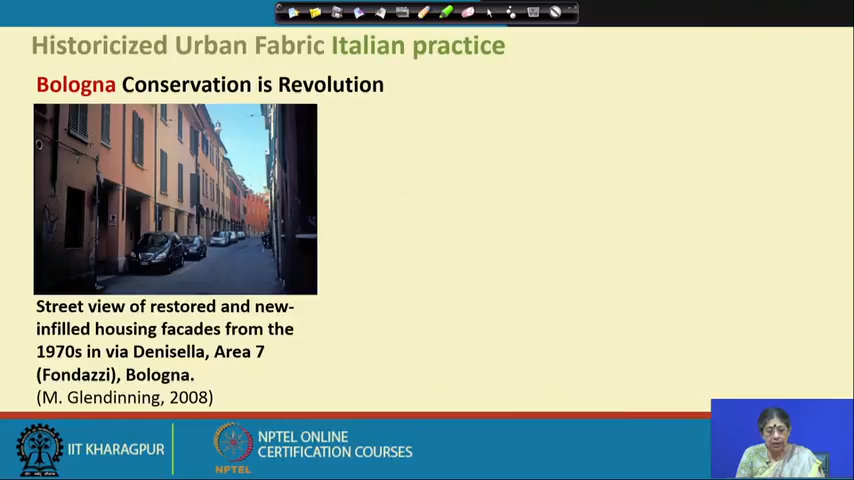 Historicized Urban Fabric Italian practice
Bologna Conservation is Revolution
Street view of restored and new-
infilled housing facades from the
1970s in via Denisella, Area 7
(Fondazzi), Bologna.
(M. Glendinning, 2008)
IIT KHARAGPUR
NPTEL
NPTEL ONLINE
CERTIFICATION COURSES